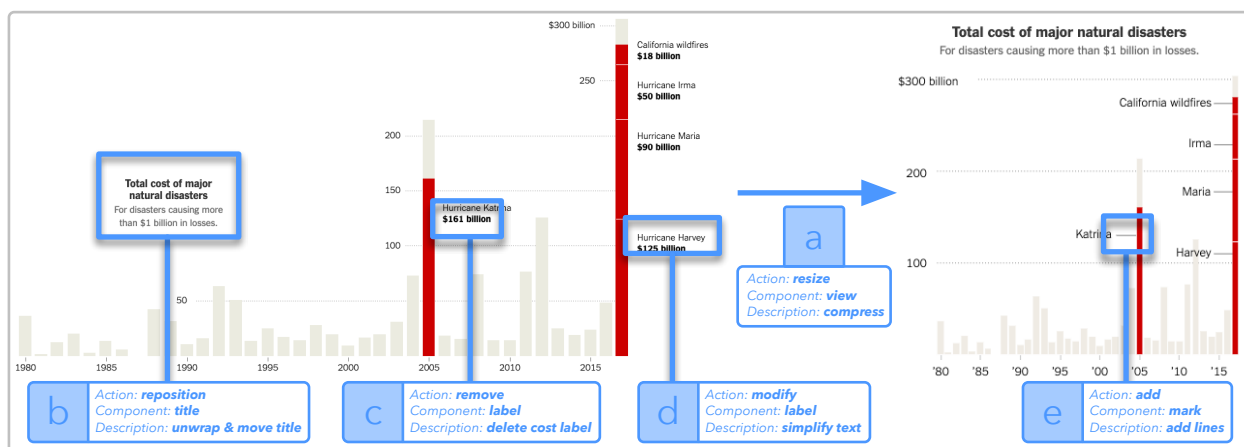 $300 billion
250
200
150
100
50
California wildfires
$18 billion
Hurricane Irma
$50 billion
Hurricane Maria
$90 billion
Hurricane Harvey
$125 billion
Hurricane Katrina
$161 billion
Total cost of major
natural disasters
For disasters causing more
than $1 billion in losses.
1980
1985
1990
1995
2000
2005
2010
2015
a
Action: resize
Component: view
Description: compress
Total cost of major natural disasters
For disasters causing more than $1 billion in losses.
$300 billion
200
100
California wildfires
Irma
Maria
Katrina
Harvey
'80
'85
'90
'95
'00
'05
'10
'15
b
Action: reposition
Component: title
Description: unwrap & move title
c
Action: remove
Component: label
Description: delete cost label
d
Action: modify
Component: label
Description: simplify text
e
Action: add
Component: mark
Description: add lines